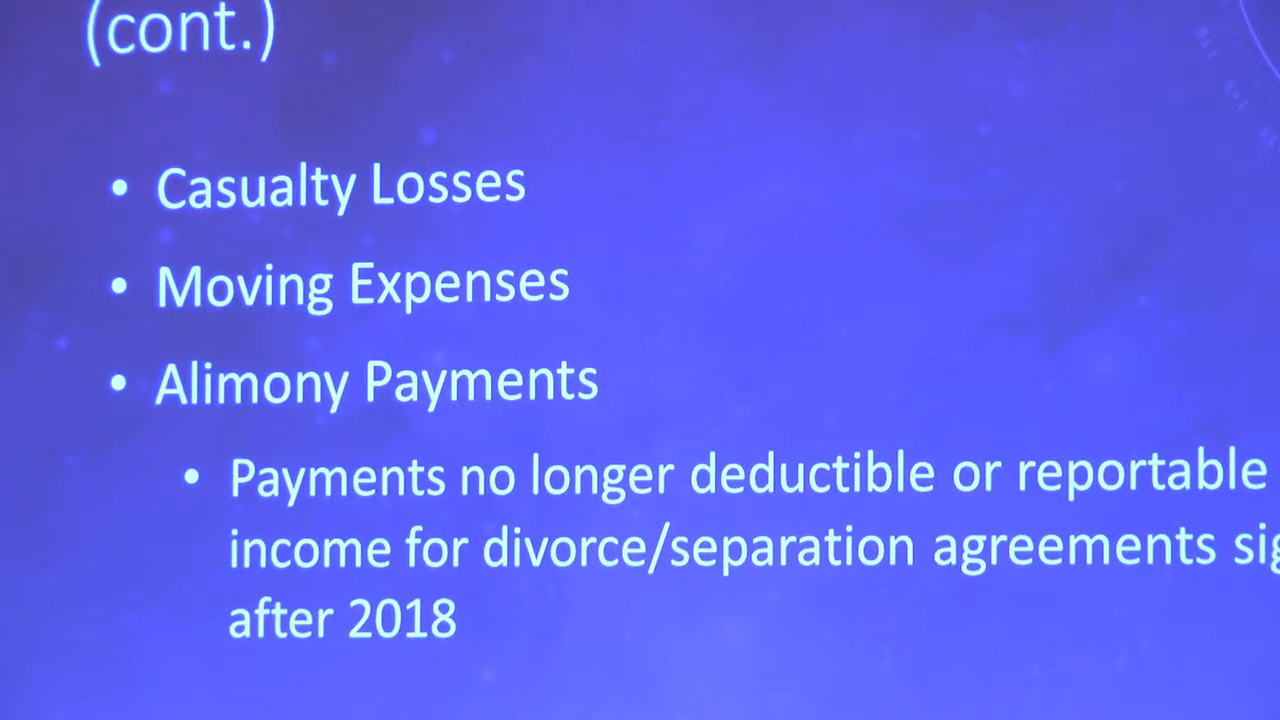 (cont.)
• Casualty Losses
• Moving Expenses
• Alimony Payments
• Payments no longer deductible or reportable
income for divorce/separation agreements
after 2018